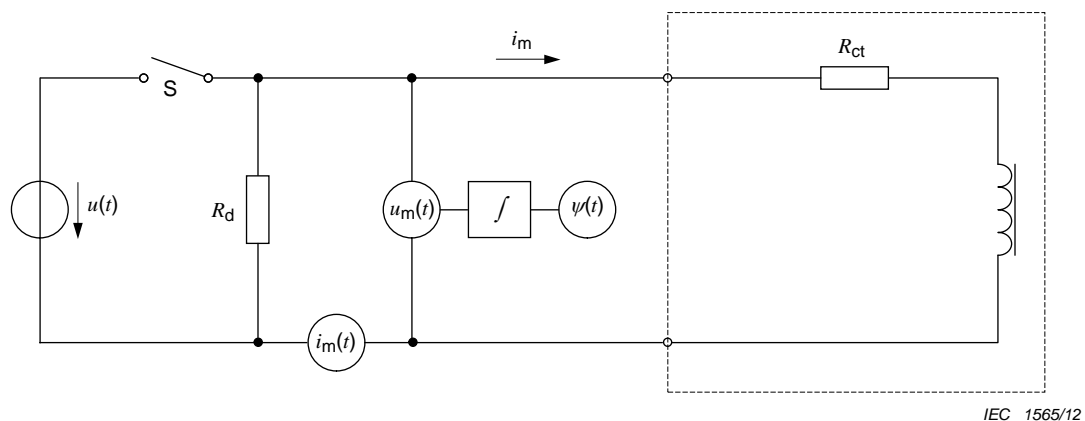 i_m
R_ct
S
u(t)
R_d
u_m(t)
∫
ψ(t)
i_m(t)
IEC 1565/12